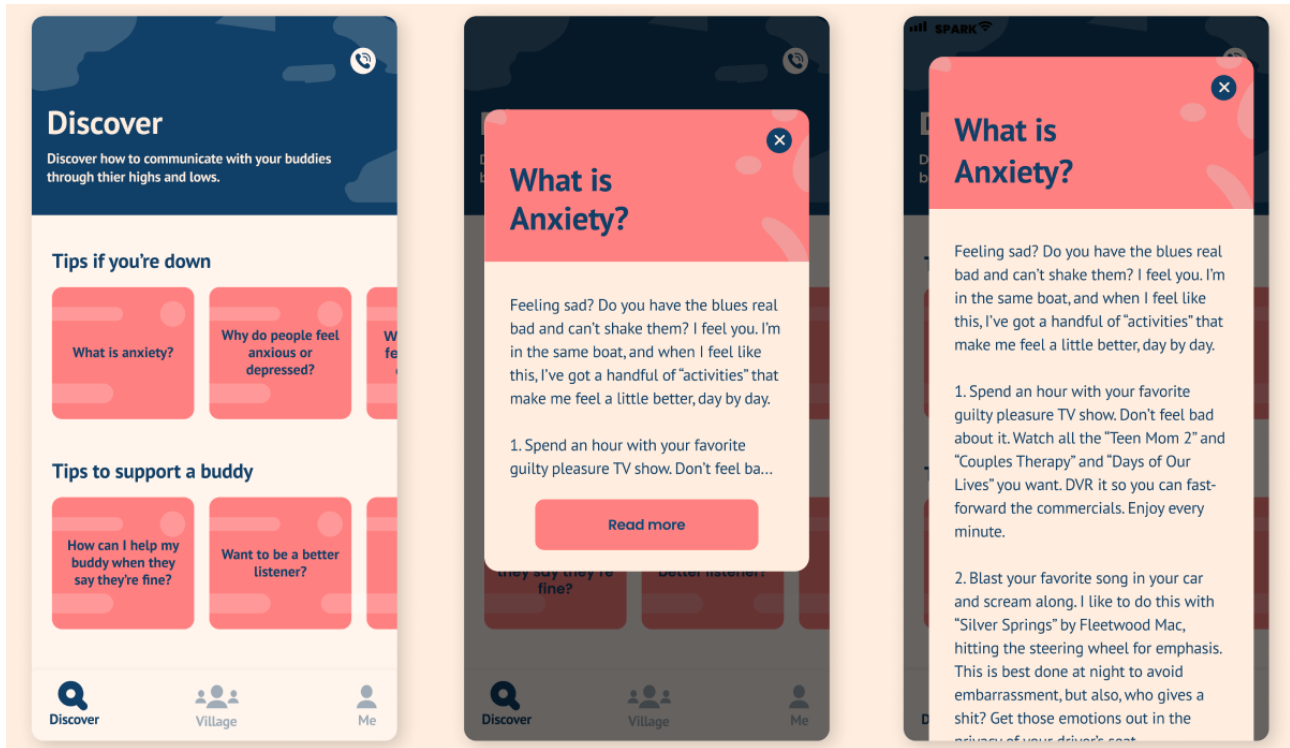 Discover
Discover how to communicate with your buddies
through thier highs and lows.
Tips if you're down
What is anxiety?
Why do people feel
anxious or
depressed?
W
fe
Tips to support a buddy
How can I help my
buddy when they
say they're fine?
Want to be a better
listener?
Discover
Village
Me
What is
Anxiety?
Feeling sad? Do you have the blues real
bad and can't shake them? I feel you. I'm
in the same boat, and when I feel like
this, I've got a handful of "activities" that
make me feel a little better, day by day.
1. Spend an hour with your favorite
guilty pleasure TV show. Don't feel ba...
Read more
they say they're
fine?
better listener?
Discover
Village
Me
SPARK
What is
Anxiety?
Feeling sad? Do you have the blues real
bad and can't shake them? I feel you. I'm
in the same boat, and when I feel like
this, I've got a handful of "activities" that
make me feel a little better, day by day.
1. Spend an hour with your favorite
guilty pleasure TV show. Don't feel bad
about it. Watch all the "Teen Mom 2" and
"Couples Therapy" and "Days of Our
Lives" you want. DVR it so you can fast-
forward the commercials. Enjoy every
minute.
2. Blast your favorite song in your car
and scream along. I like to do this with
"Silver Springs" by Fleetwood Mac,
hitting the steering wheel for emphasis.
This is best done at night to avoid
embarrassment, but also, who gives a
shit? Get those emotions out in the
privacy of your driver's seat